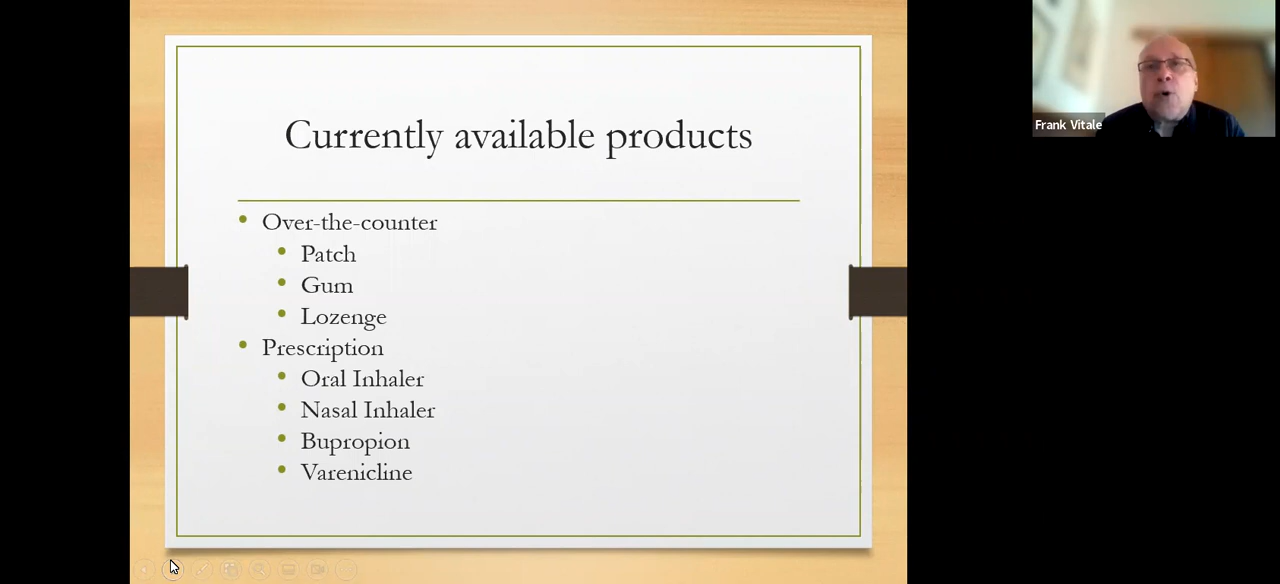 Currently available products
Over-the-counter
Patch
Gum
Lozenge
Prescription
Oral Inhaler
Nasal Inhaler
Bupropion
Varenicline
Frank Vitale